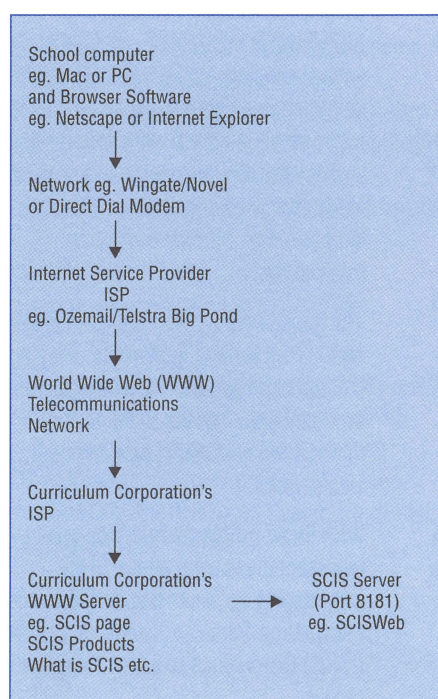 School computer
eg. Mac or PC
and Browser Software
eg. Netscape or Internet Explorer
Network eg. Wingate/Novel
or Direct Dial Modem
Internet Service Provider
ISP
eg. Ozemail/Telstra Big Pond
World Wide Web (WWW)
Telecommunications
Network
Curriculum Corporation's
ISP
Curriculum Corporation's
WWW Server
eg. SCIS page
SCIS Products
What is SCIS etc.
SCIS Server
(Port 8181)
eg. SCISWeb